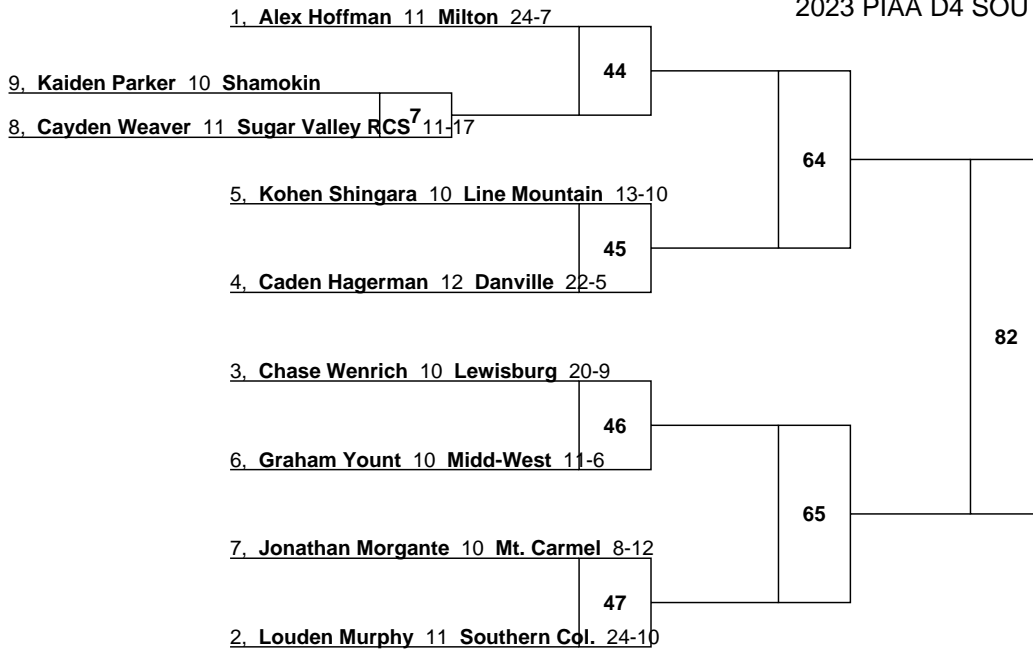 2023 PIAA D4 SOU
1, Alex Hoffman 11 Milton 24-7
44
9, Kaiden Parker 10 Shamokin
7
8, Cayden Weaver 11 Sugar Valley RCS 11-17
64
5, Kohen Shingara 10 Line Mountain 13-10
45
4, Caden Hagerman 12 Danville 22-5
82
3, Chase Wenrich 10 Lewisburg 20-9
46
6, Graham Yount 10 Midd-West 11-6
65
7, Jonathan Morgante 10 Mt. Carmel 8-12
47
2, Louden Murphy 11 Southern Col. 24-10